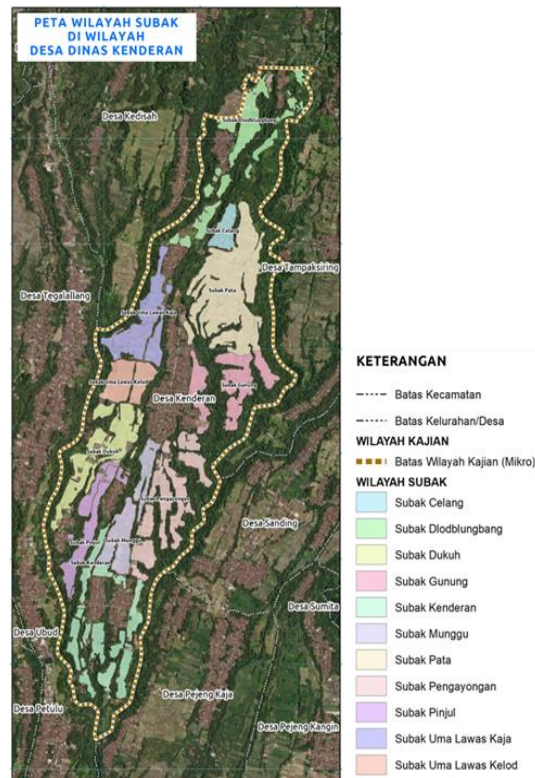 PETA WILAYAH SUBAK
DI WILAYAH
DESA DINAS KENDERAN
Desa Kedisah
Subak Dlodblungbang
Subak Celang
Desa Tampaksiring
Subak Pata
Desa Tegalallang
Subak Uma Lawas Kaja
Subak Uma Lawas Kelod
Subak Gunung
Desa Kenderan
Subak Dukuh
Subak Pengayongan
Desa Sanding
Subak Pinjul
Subak Munggu
Subak Kenderan
Desa Sumita
Desa Ubud
Desa Pejeng Kaja
Desa Petulu
Desa Pejeng Kangin
KETERANGAN
Batas Kecamatan
Batas Kelurahan/Desa
WILAYAH KAJIAN
Batas Wilayah Kajian (Mikro)
WILAYAH SUBAK
Subak Celang
Subak Dlodblungbang
Subak Dukuh
Subak Gunung
Subak Kenderan
Subak Munggu
Subak Pata
Subak Pengayongan
Subak Pinjul
Subak Uma Lawas Kaja
Subak Uma Lawas Kelod